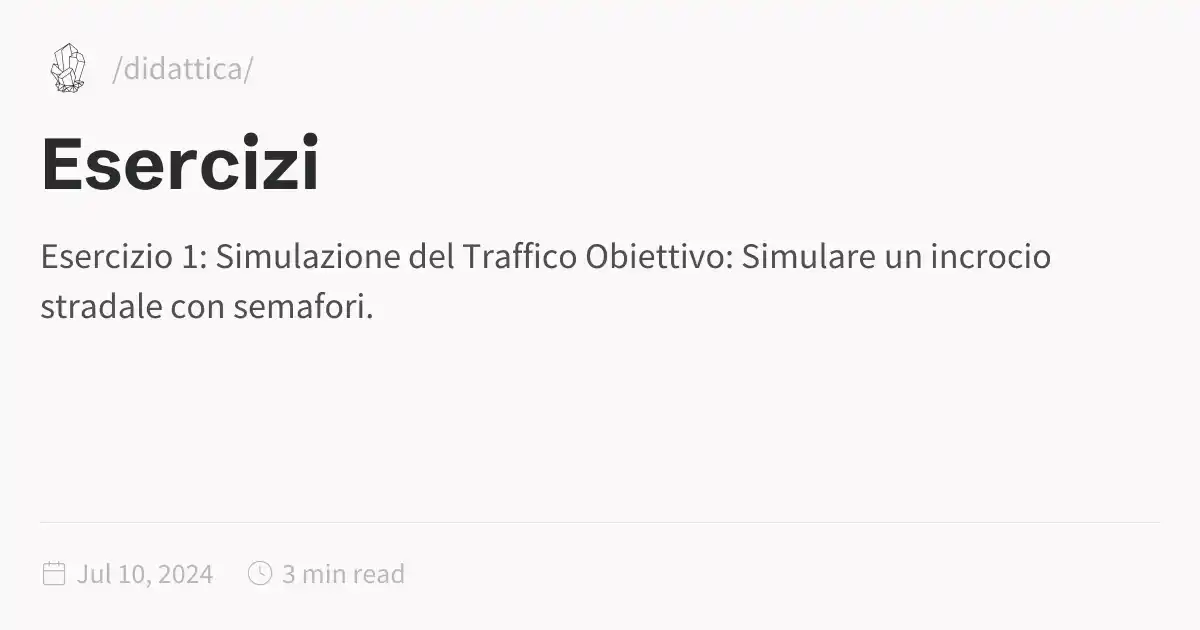 /didattica/
Esercizi
Esercizio 1: Simulazione del Traffico Obiettivo: Simulare un incrocio
stradale con semafori.
Jul 10, 2024 3 min read